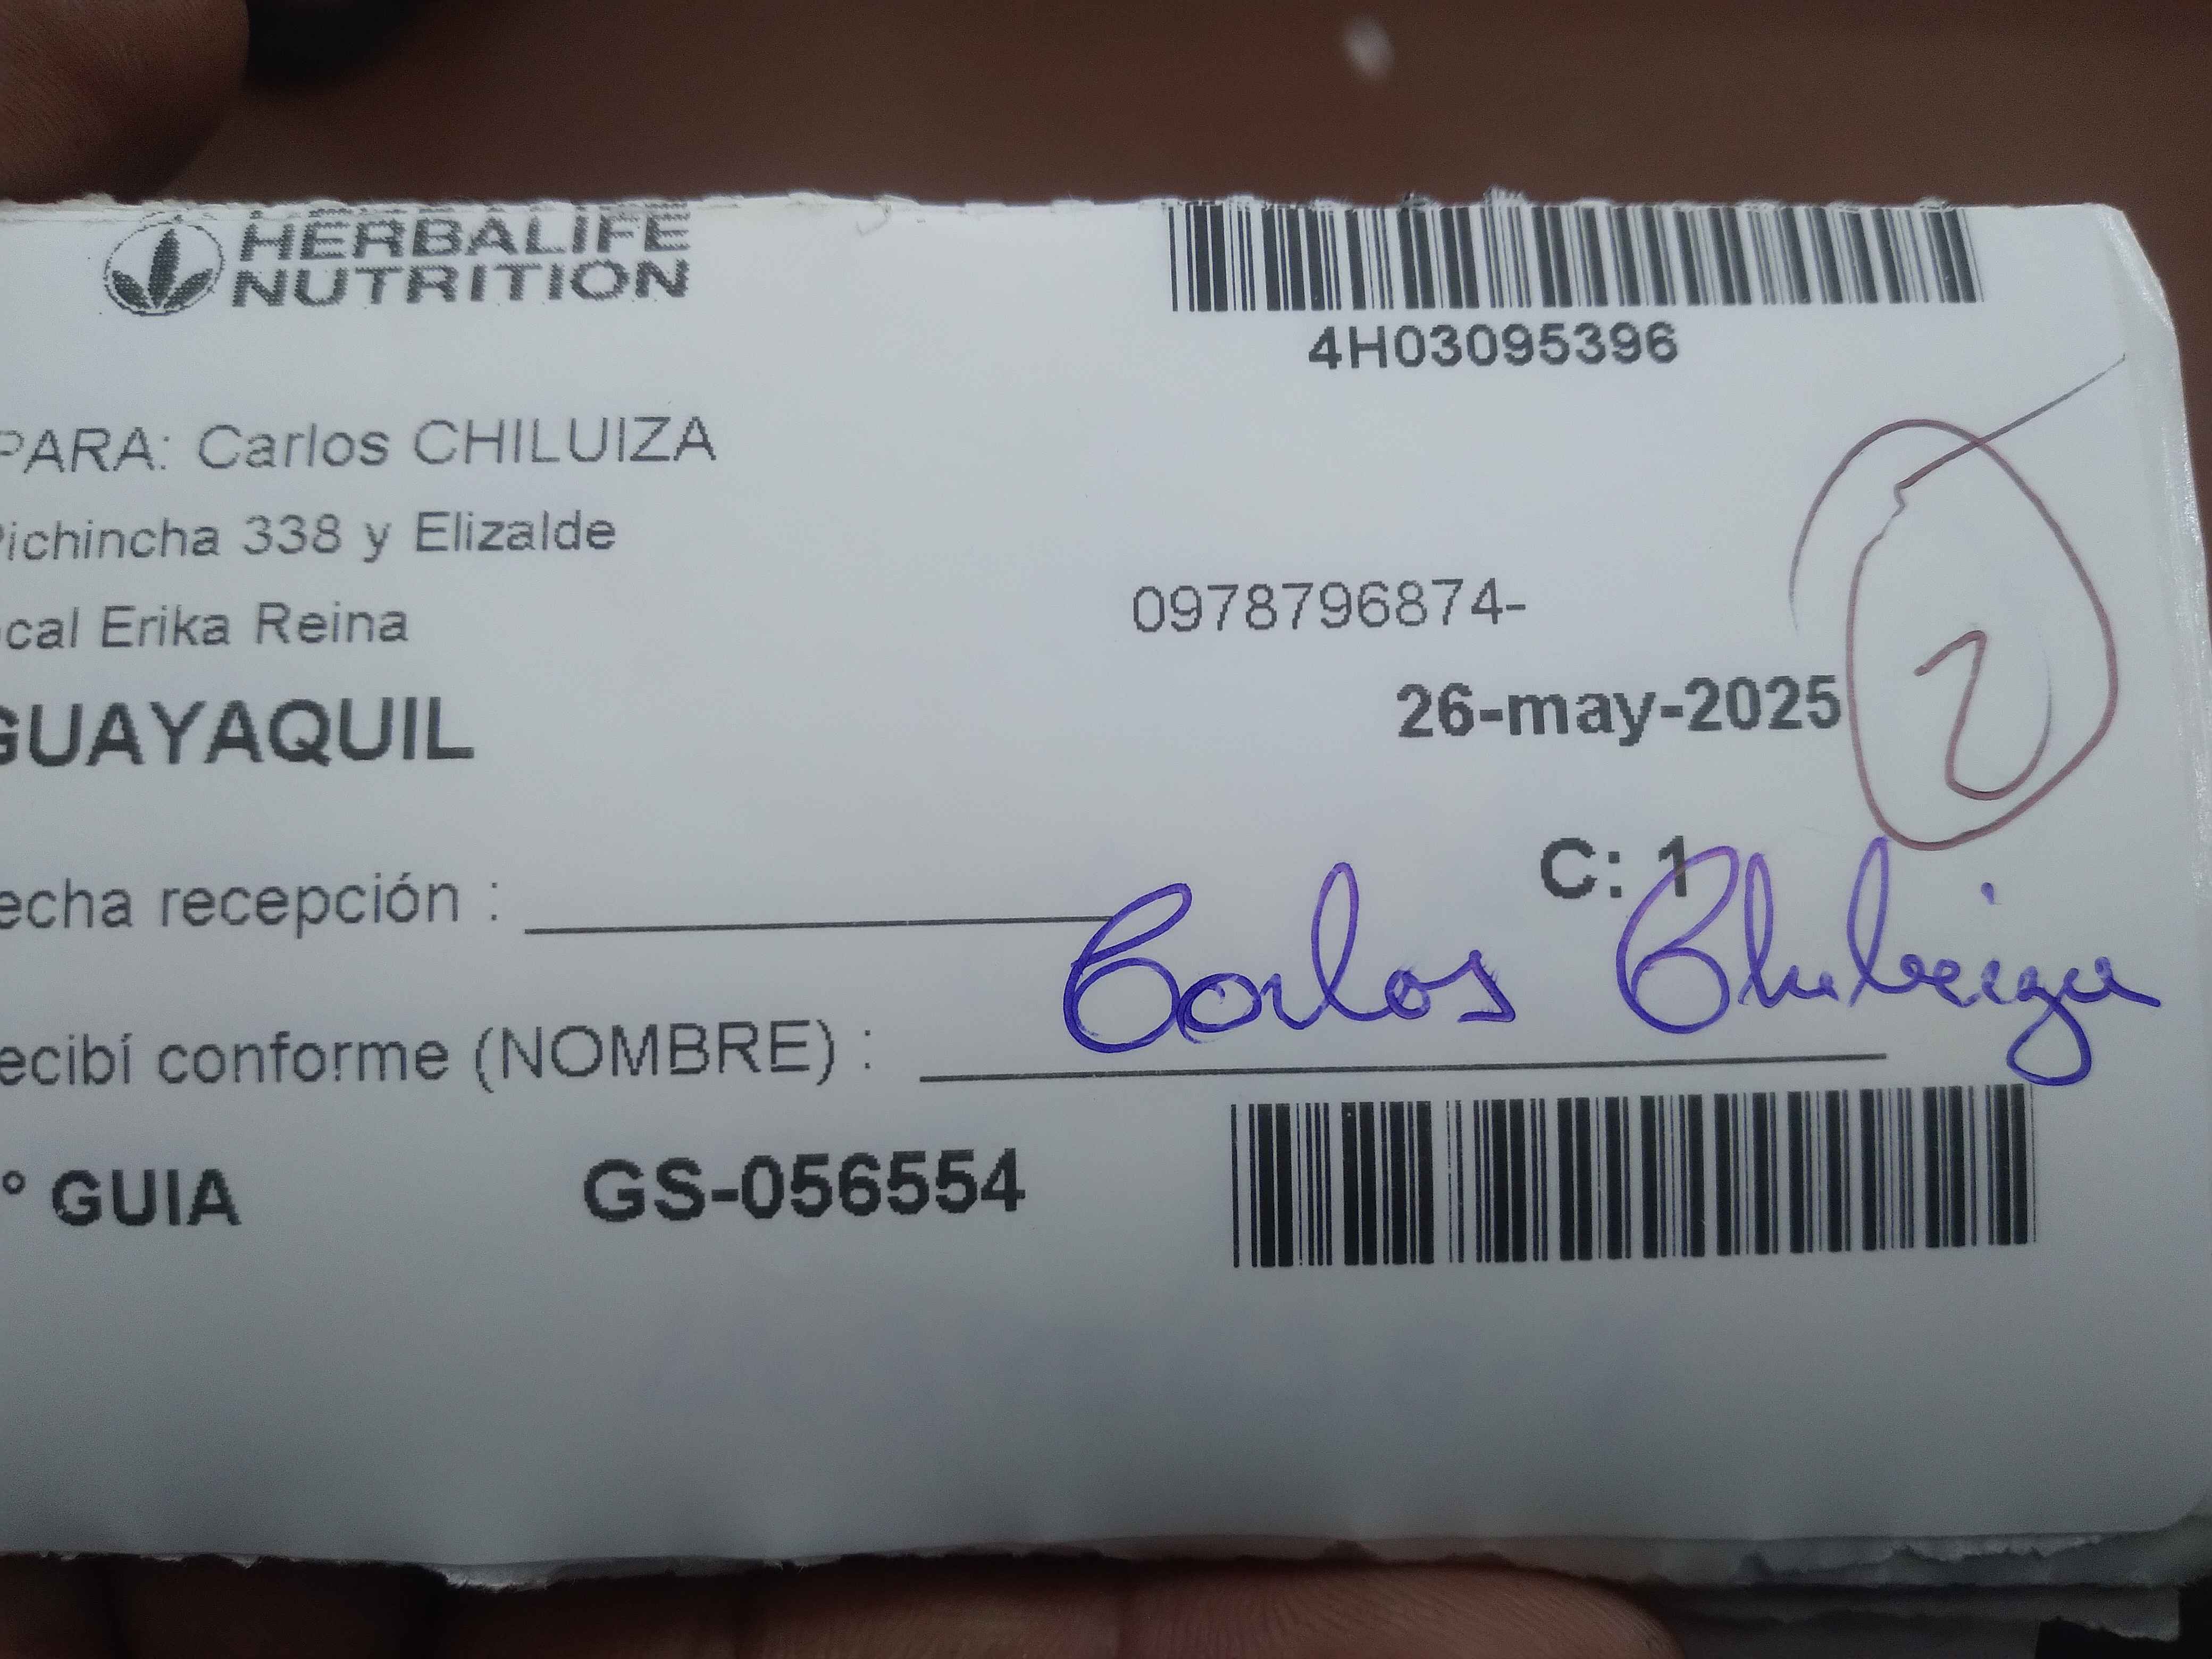 HERBALIFE
NUTRITION
4H03095396
PARA: Carlos CHILUIZA
Pichincha 338 y Elizalde
ocal Erika Reina
0978796874-
GUAYAQUIL
26-may-2025
2
C: 1
echa recepción :
ecibí conforme (NOMBRE) :
Carlos Chiluiza
° GUIA GS-056554